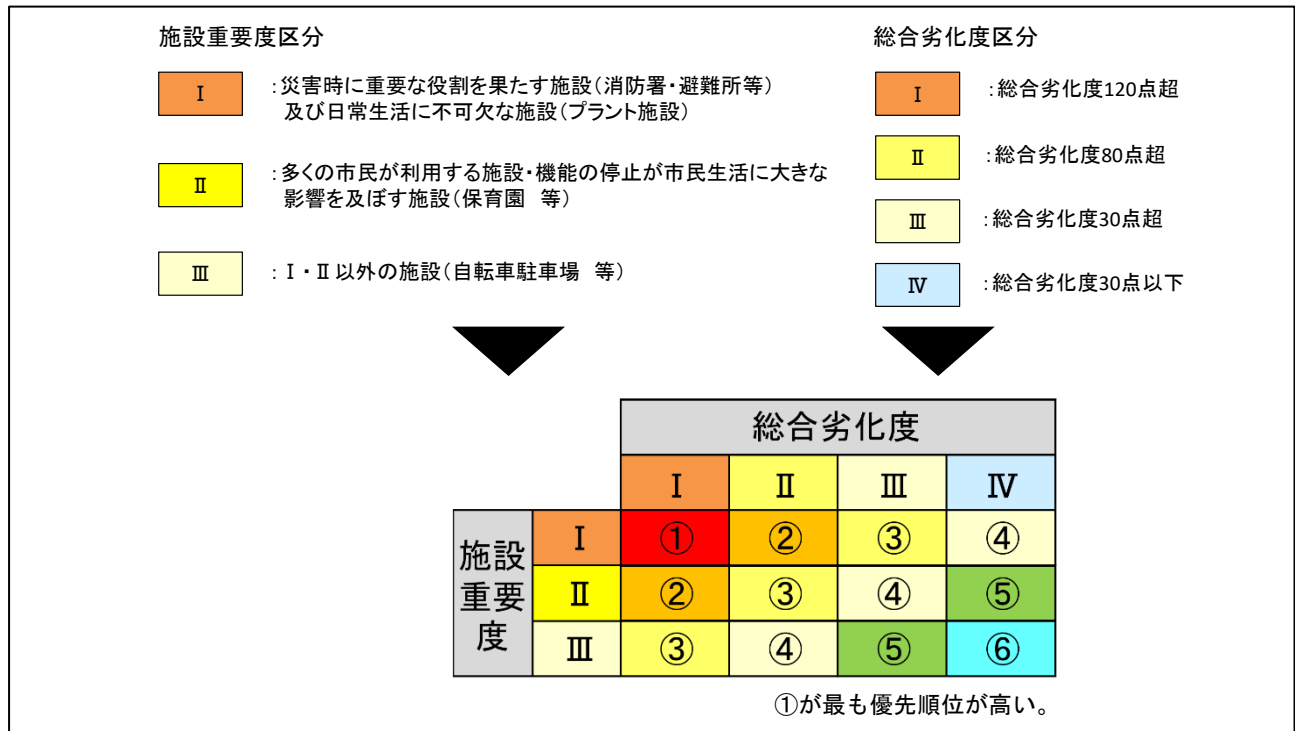 施設重要度区分
Ⅰ :災害時に重要な役割を果たす施設(消防署・避難所等)
及び日常生活に不可欠な施設(プラント施設)
Ⅱ :多くの市民が利用する施設・機能の停止が市民生活に大きな
影響を及ぼす施設(保育園　等)
Ⅲ :Ⅰ・Ⅱ以外の施設(自転車駐車場　等)
総合劣化度区分
Ⅰ :総合劣化度120点超
Ⅱ :総合劣化度80点超
Ⅲ :総合劣化度30点超
Ⅳ :総合劣化度30点以下
総合劣化度
Ⅰ Ⅱ Ⅲ Ⅳ
施設
重要
度
Ⅰ ① ② ③ ④
Ⅱ ② ③ ④ ⑤
Ⅲ ③ ④ ⑤ ⑥
①が最も優先順位が高い。